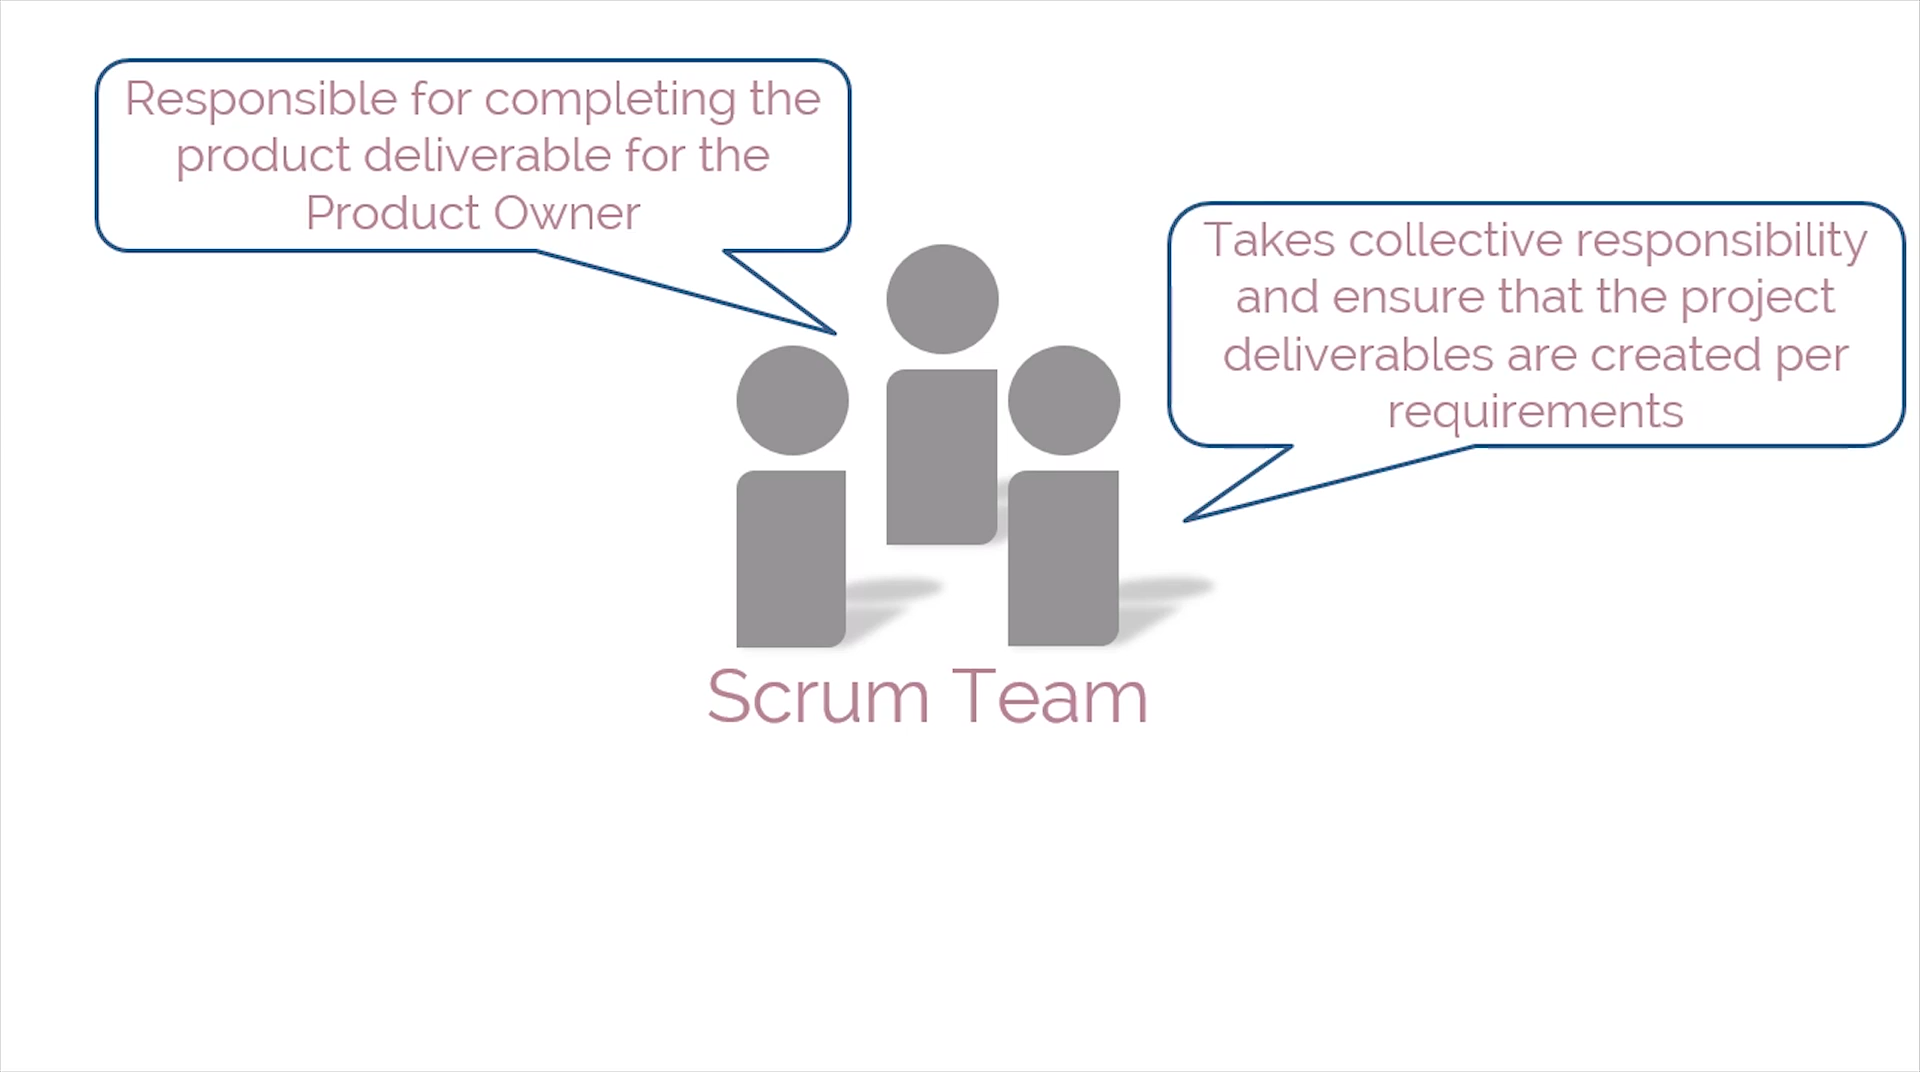 Responsible for completing the
product deliverable for the
Product Owner
Takes collective responsibility
and ensure that the project
deliverables are created per
requirements
Scrum Team